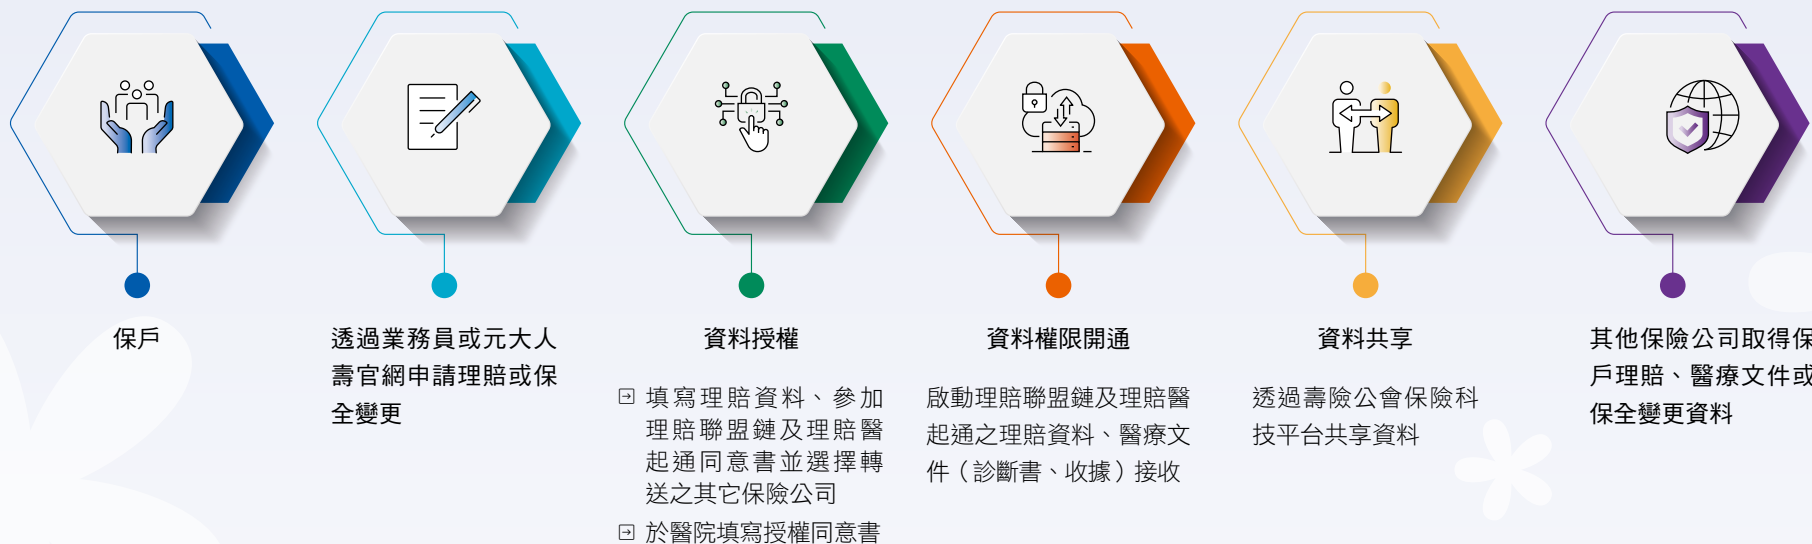 保戶
透過業務員或元大人
壽官網申請理賠或保
全變更
資料授權
填寫理賠資料、參加
理賠聯盟鏈及理賠醫
起通同意書並選擇轉
送之其它保險公司
於醫院填寫授權同意書
資料權限開通
啟動理賠聯盟鏈及理賠醫
起通之理賠資料、醫療文
件（診斷書、收據）接收
資料共享
透過壽險公會保險科
技平台共享資料
其他保險公司取得保
戶理賠、醫療文件或
保全變更資料